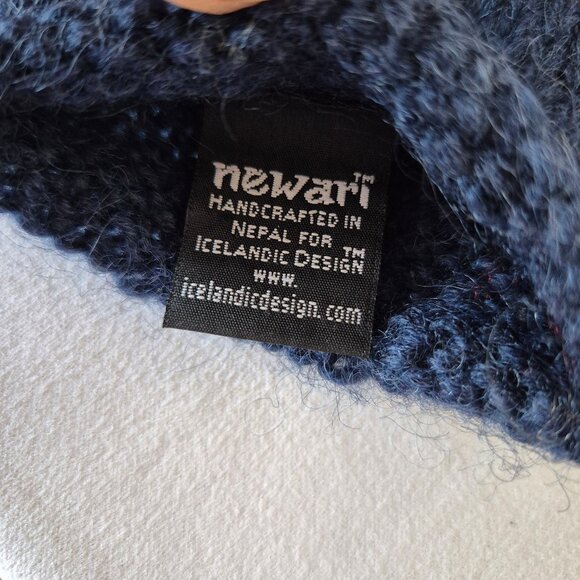 newari™
HANDCRAFTED IN
NEPAL FOR
ICELANDIC DESIGN™
www.
icelandicdesign.com